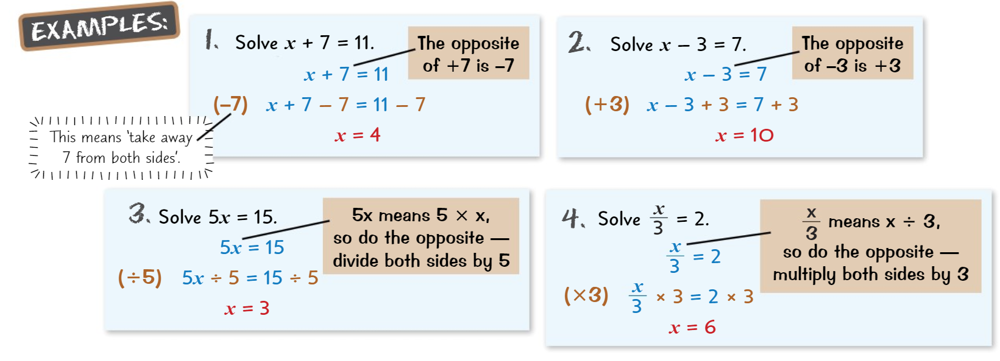 EXAMPLES:
1. Solve x + 7 = 11.
The opposite
of +7 is –7
x + 7 = 11
(–7) x + 7 – 7 = 11 – 7
x = 4
This means ‘take away
7 from both sides’.
2. Solve x – 3 = 7.
The opposite
of –3 is +3
x – 3 = 7
(+3) x – 3 + 3 = 7 + 3
x = 10
3. Solve 5x = 15.
5x means 5 × x,
so do the opposite —
divide both sides by 5
5x = 15
(÷5) 5x ÷ 5 = 15 ÷ 5
x = 3
4. Solve x/3 = 2.
x/3 means x ÷ 3,
so do the opposite —
multiply both sides by 3
x/3 = 2
(×3) x/3 × 3 = 2 × 3
x = 6